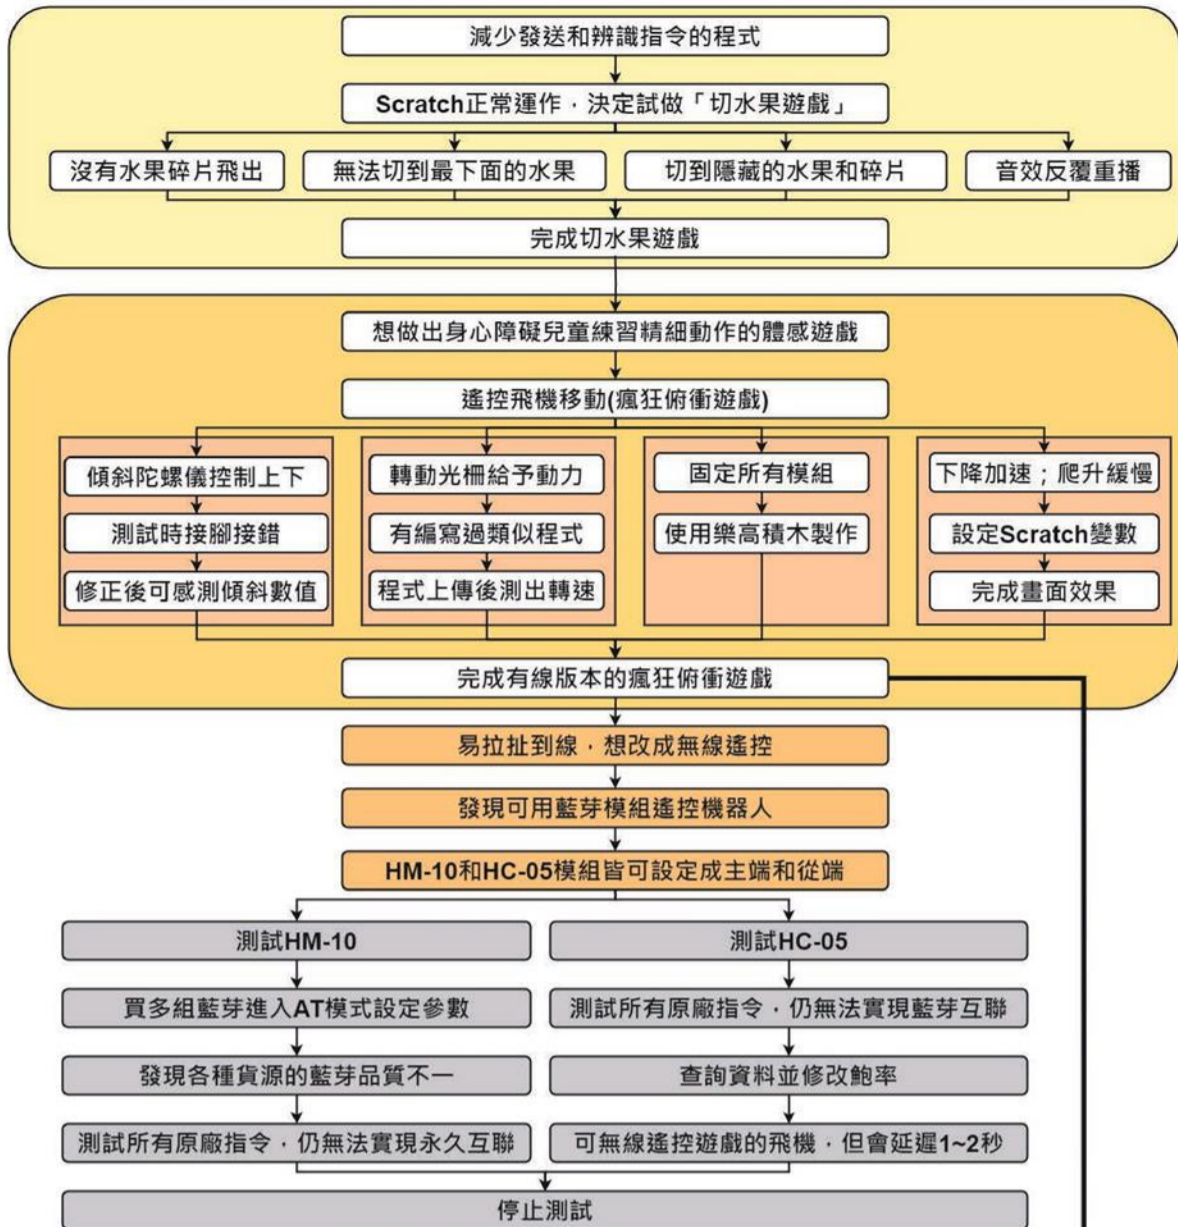 減少發送和辨識指令的程式
Scratch正常運作，決定試做「切水果遊戲」
沒有水果碎片飛出
無法切到最下面的水果
切到隱藏的水果和碎片
音效反覆重播
完成切水果遊戲
想做出身心障礙兒童練習精細動作的體感遊戲
遙控飛機移動(瘋狂俯衝遊戲)
傾斜陀螺儀控制上下
測試時接腳接錯
修正後可感測傾斜數值
轉動光柵給予動力
有編寫過類似程式
程式上傳後測出轉速
固定所有模組
使用樂高積木製作
下降加速；爬升緩慢
設定Scratch變數
完成畫面效果
完成有線版本的瘋狂俯衝遊戲
易拉扯到線，想改成無線遙控
發現可用藍芽模組遙控機器人
HM-10和HC-05模組皆可設定成主端和從端
測試HM-10
買多組藍芽進入AT模式設定參數
發現各種貨源的藍芽品質不一
測試所有原廠指令，仍無法實現永久互聯
測試HC-05
測試所有原廠指令，仍無法實現藍芽互聯
查詢資料並修改鮑率
可無線遙控遊戲的飛機，但會延遲1~2秒
停止測試